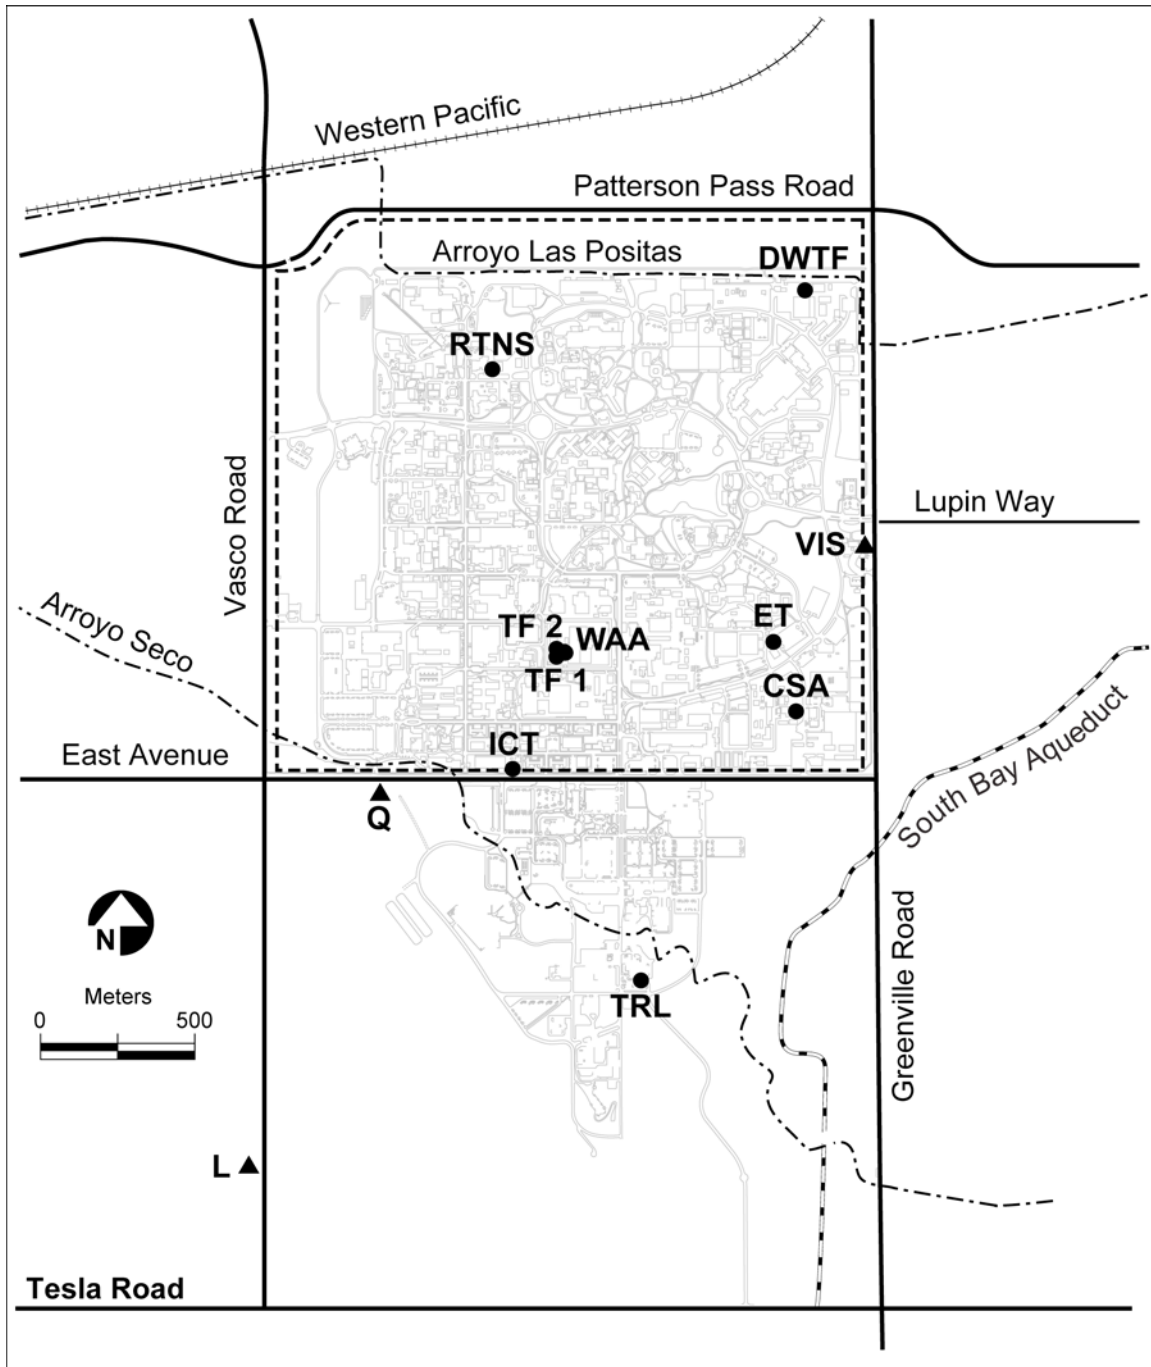 Western Pacific
Patterson Pass Road
Arroyo Las Positas
DWTF
RTNS
Vasco Road
Lupin Way
VIS
Arroyo Seco
TF 2
WAA
ET
TF 1
CSA
South Bay Aqueduct
East Avenue
ICT
Q
N
Meters
0 500
TRL
Greenville Road
L
Tesla Road